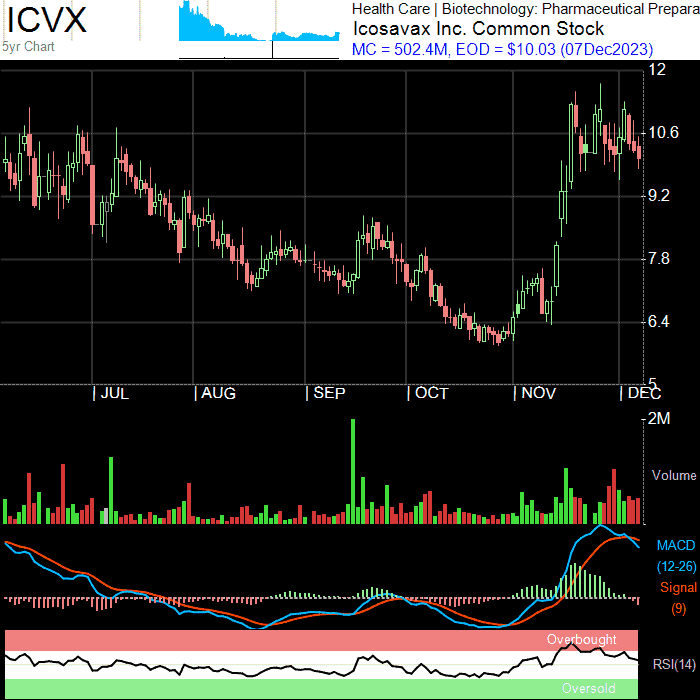 ICVX
5yr Chart
Health Care | Biotechnology: Pharmaceutical Prepara
Icosavax Inc. Common Stock
MC = 502.4M, EOD = $10.03 (07Dec2023)
12
10.6
9.2
7.8
6.4
5
| JUL | AUG | SEP | OCT | NOV | DEC
2M
Volume
MACD
(12-26)
Signal
(9)
Overbought
RSI(14)
Oversold